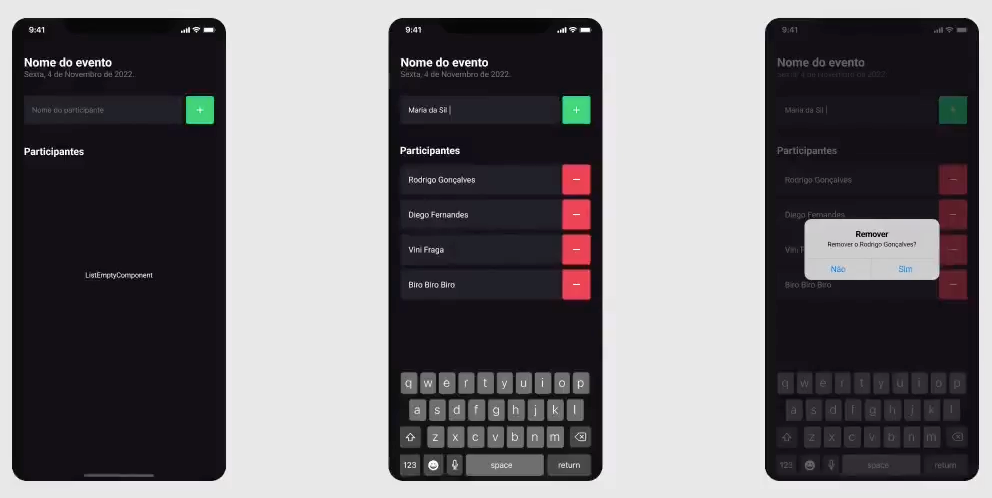 9:41
Nome do evento
Sexta, 4 de Novembro de 2022.
Nome do participante
+
Participantes
ListEmptyComponent
9:41
Nome do evento
Sexta, 4 de Novembro de 2022.
Maria da Sil |
+
Participantes
Rodrigo Gonçalves
Diego Fernandes
Vini Fraga
Biro Biro Biro
q w e r t y u i o p
a s d f g h j k l
z x c v b n m
123 space return
9:41
Nome do evento
Sexta, 4 de Novembro de 2022.
Maria da Sil |
+
Participantes
Rodrigo Gonçalves
Diego Fernandes
Vini F
Biro Biro Biro
Remover
Remover o Rodrigo Gonçalves?
Não Sim
q w e r t y u i o p
a s d f g h j k l
z x c v b n m
123 space return